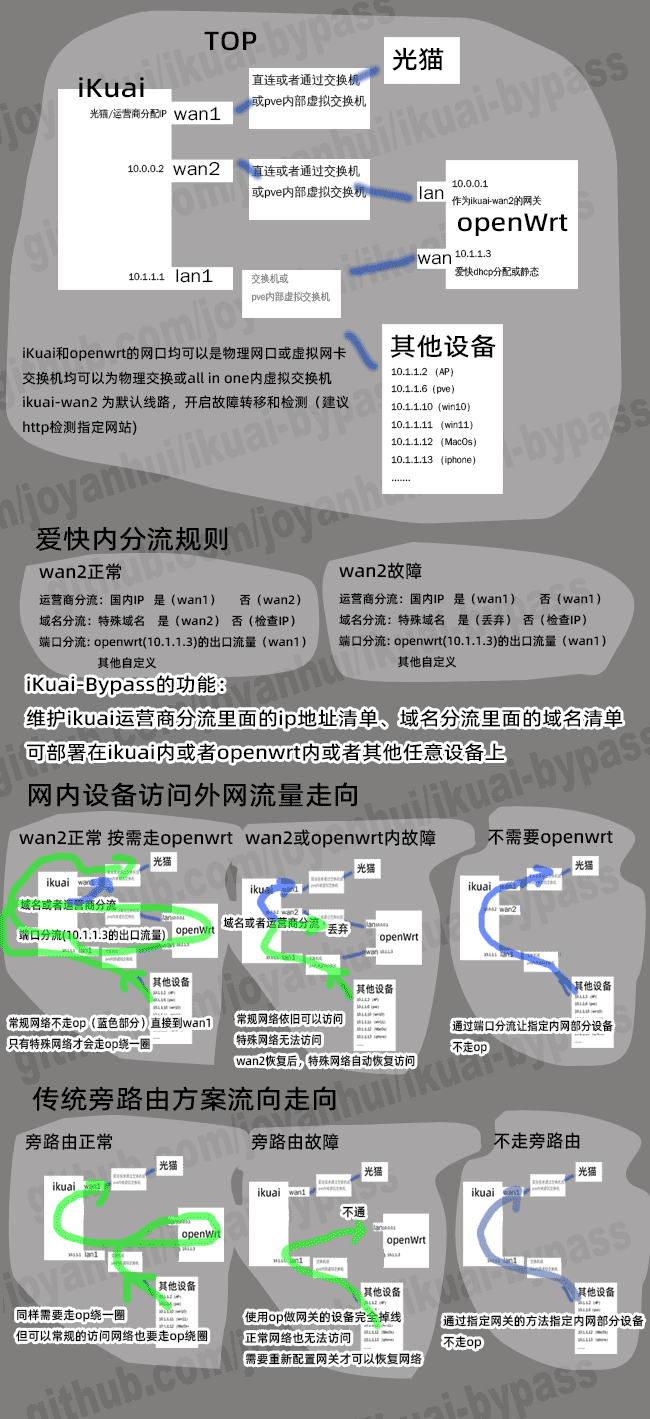 TOP
光猫
iKuai
直连或者通过交换机
或pve内部虚拟交换机
光猫/运营商分配IP
wan1
10.0.0.2
wan2
直连或者通过交换机
或pve内部虚拟交换机
lan
10.0.0.1
作为ikuai-wan2的网关
openWrt
wan
10.1.1.3
爱快dhcp分配或静态
10.1.1.1
lan1
交换机或
pve内部虚拟交换机
iKuai和openwrt的网口均可以是物理网口或虚拟网卡
交换机均可以为物理交换或all in one内虚拟交换机
ikuai-wan2 为默认线路，开启故障转移和检测（建议
http检测指定网站)
其他设备
10.1.1.2 （AP）
10.1.1.6（pve）
10.1.1.10（win10）
10.1.1.11 （win11）
10.1.1.12 （MacOs）
10.1.1.13 （iphone）
.......
爱快内分流规则
wan2正常
运营商分流：国内IP 是（wan1） 否（wan2）
域名分流：特殊域名 是（wan2） 否（检查IP）
端口分流: openwrt(10.1.1.3)的出口流量（wan1）
其他自定义
wan2故障
运营商分流：国内IP 是（wan1） 否（wan1）
域名分流：特殊域名 是（丢弃） 否（检查IP）
端口分流: openwrt(10.1.1.3)的出口流量（wan1）
其他自定义
iKuai-Bypass的功能：
维护ikuai运营商分流里面的ip地址清单、域名分流里面的域名清单
可部署在ikuai内或者openwrt内或者其他任意设备上
网内设备访问外网流量走向
wan2正常 按需走openwrt
光猫
ikuai
wan1
域名或者运营商分流
端口分流(10.1.1.3的出口流量)
lan
openWrt
lan1
其他设备
常规网络不走op（蓝色部分）直接到wan1
只有特殊网络才会走op绕一圈
wan2或openwrt内故障
光猫
ikuai
wan1
wan2
域名或者运营商分流
丢弃
lan
openWrt
wan
lan1
其他设备
常规网络依旧可以访问
特殊网络无法访问
wan2恢复后，特殊网络自动恢复访问
不需要openwrt
光猫
ikuai
wan1
wan2
lan1
其他设备
通过端口分流让指定内网部分设备
不走op
传统旁路由方案流向走向
旁路由正常
光猫
ikuai
wan1
openWrt
lan1
其他设备
同样需要走op绕一圈
但可以常规的访问网络也要走op绕圈
旁路由故障
光猫
ikuai
wan1
不通
lan
openWrt
lan1
其他设备
使用op做网关的设备完全掉线
正常网络也无法访问
需要重新配置网关才可以恢复网络
不走旁路由
光猫
ikuai
wan1
lan1
其他设备
通过指定网关的方法指定内网部分设备
不走op
github.com/joyanhui/ikuai-bypass